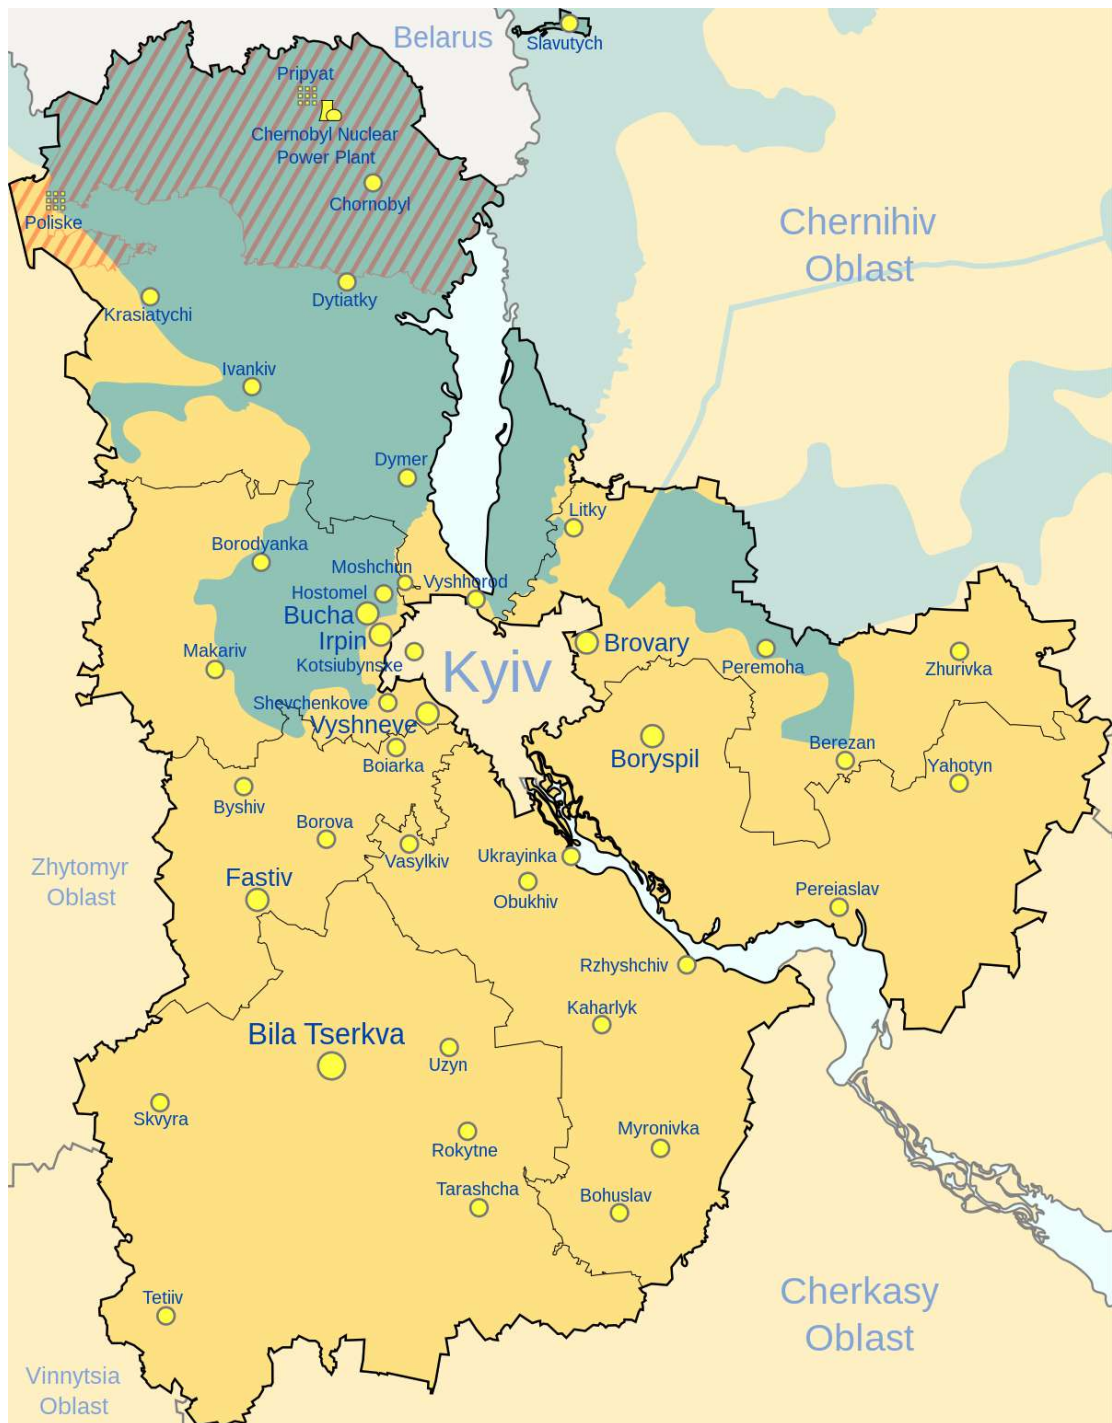 Belarus
Slavutych
Pripyat
Chernobyl Nuclear
Power Plant
Chornobyl
Poliske
Chernihiv
Oblast
Krasiatychi
Dytiatky
Ivankiv
Dymer
Litky
Borodyanka
Moshchun
Vyshhorod
Hostomel
Bucha
Irpin
Kotsiubynske
Makariv
Kyiv
Brovary
Peremoha
Zhurivka
Shevchenkove
Vyshneve
Boiarka
Boryspil
Berezan
Yahotyn
Byshiv
Borova
Vasylkiv
Ukrayinka
Obukhiv
Zhytomyr
Oblast
Fastiv
Pereiaslav
Rzhyshchiv
Kaharlyk
Bila Tserkva
Uzyn
Skvyra
Rokytne
Myronivka
Tarashcha
Bohuslav
Tetiiv
Cherkasy
Oblast
Vinnytsia
Oblast